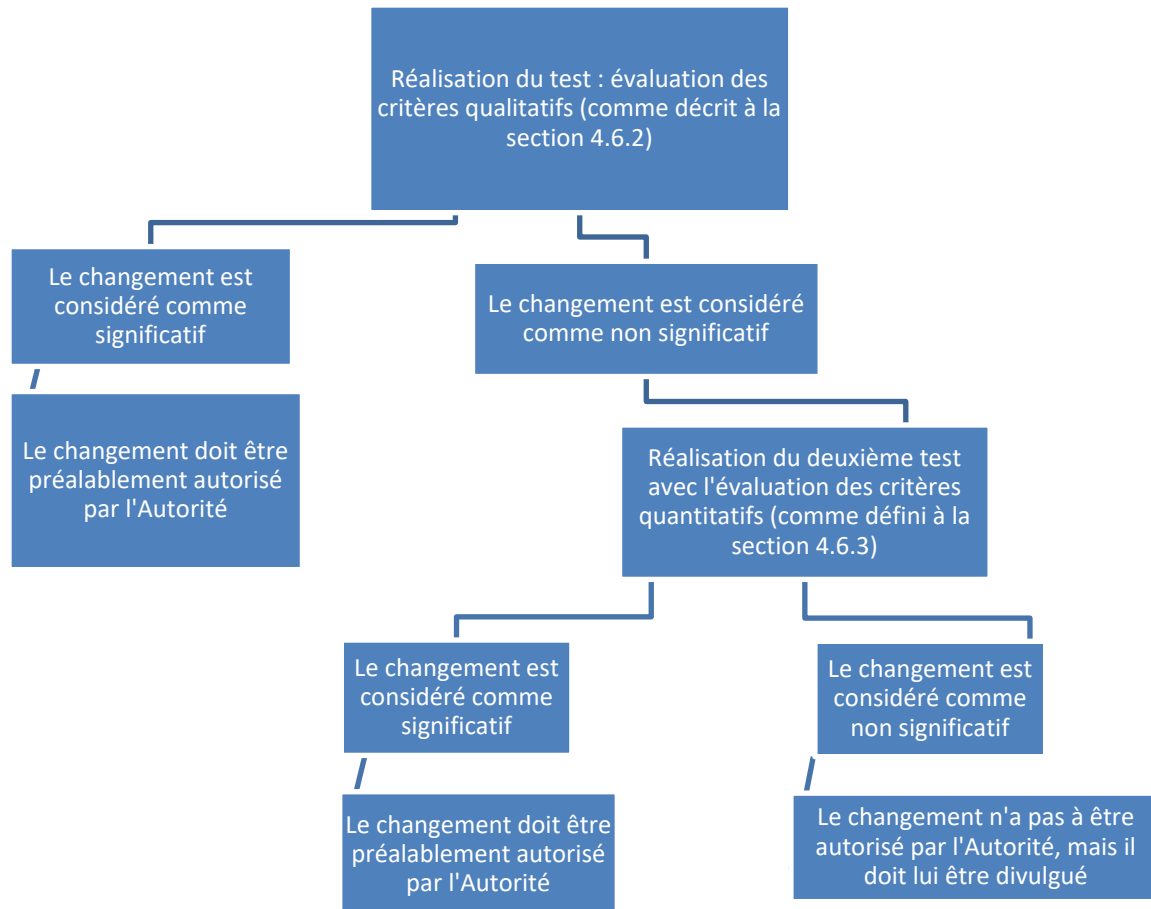 Réalisation du test : évaluation des
critères qualitatifs (comme décrit à la
section 4.6.2)
Le changement est
considéré comme
significatif
Le changement est considéré
comme non significatif
Le changement doit être
préalablement autorisé
par l'Autorité
Réalisation du deuxième test
avec l'évaluation des critères
quantitatifs (comme défini à la
section 4.6.3)
Le changement est
considéré comme
significatif
Le changement est
considéré comme
non significatif
Le changement doit être
préalablement autorisé
par l'Autorité
Le changement n'a pas à être
autorisé par l'Autorité, mais il
doit lui être divulgué